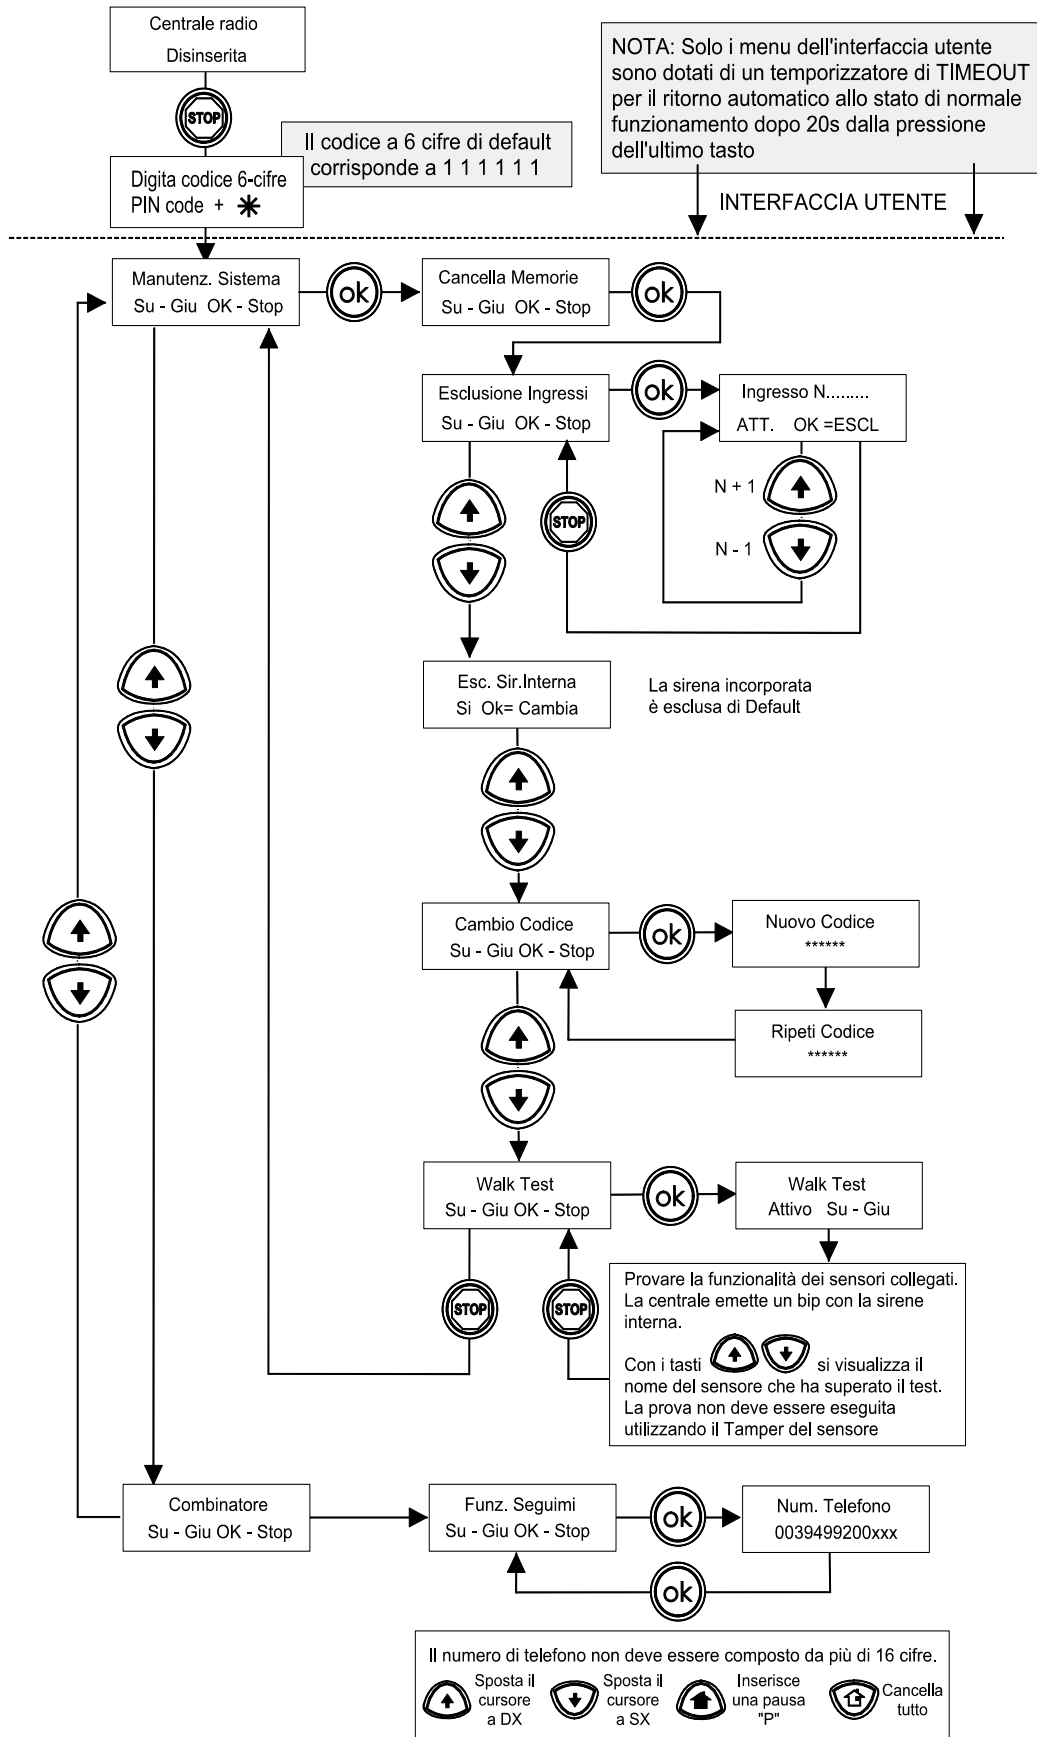 Centrale radio
Disinserita
NOTA: Solo i menu dell'interfaccia utente
sono dotati di un temporizzatore di TIMEOUT
per il ritorno automatico allo stato di normale
funzionamento dopo 20s dalla pressione
dell'ultimo tasto
STOP
Il codice a 6 cifre di default
corrisponde a 1 1 1 1 1 1
Digita codice 6-cifre
PIN code + ✱
INTERFACCIA UTENTE
Manutenz. Sistema
Su - Giu OK - Stop
ok
Cancella Memorie
Su - Giu OK - Stop
ok
Esclusione Ingressi
Su - Giu OK - Stop
ok
Ingresso N.........
ATT. OK =ESCL
N + 1
STOP
N - 1
Esc. Sir.Interna
Si Ok= Cambia
La sirena incorporata
è esclusa di Default
Cambio Codice
Su - Giu OK - Stop
ok
Nuovo Codice
******
Ripeti Codice
******
Walk Test
Su - Giu OK - Stop
ok
Walk Test
Attivo Su - Giu
STOP
STOP
Provare la funzionalità dei sensori collegati.
La centrale emette un bip con la sirene
interna.
Con i tasti si visualizza il
nome del sensore che ha superato il test.
La prova non deve essere eseguita
utilizzando il Tamper del sensore
Combinatore
Su - Giu OK - Stop
Funz. Seguimi
Su - Giu OK - Stop
ok
Num. Telefono
0039499200xxx
ok
Il numero di telefono non deve essere composto da più di 16 cifre.
Sposta il
cursore
a DX
Sposta il
cursore
a SX
Inserisce
una pausa
"P"
Cancella
tutto